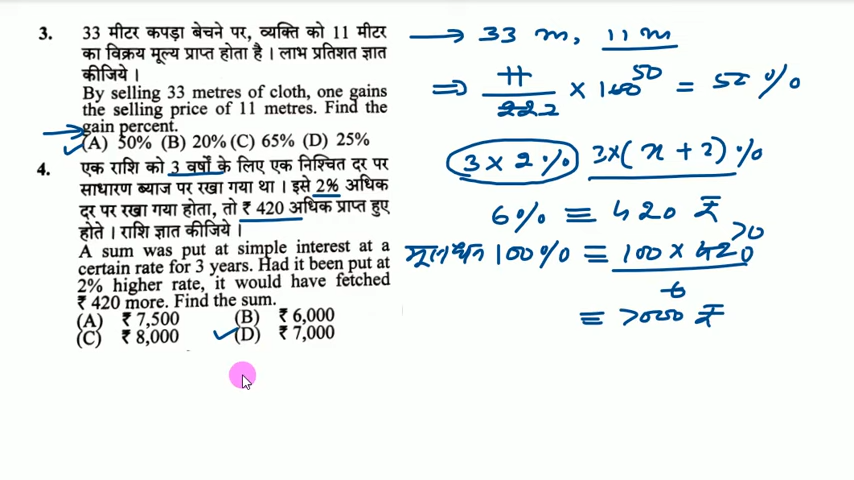 3. 33 मीटर कपड़ा बेचने पर, व्यक्ति को 11 मीटर
का विक्रय मूल्य प्राप्त होता है। लाभ प्रतिशत ज्ञात
कीजिये।
By selling 33 metres of cloth, one gains
the selling price of 11 metres. Find the
gain percent.
(A) 50% (B) 20% (C) 65% (D) 25%
4. एक राशि को 3 वर्षों के लिए एक निश्चित दर पर
साधारण ब्याज पर रखा गया था। इसे 2% अधिक
दर पर रखा गया होता, तो ₹ 420 अधिक प्राप्त हुए
होते। राशि ज्ञात कीजिये।
A sum was put at simple interest at a
certain rate for 3 years. Had it been put at
2% higher rate, it would have fetched
₹ 420 more. Find the sum.
(A) ₹ 7,500 (B) ₹ 6,000
(C) ₹ 8,000 (D) ₹ 7,000
→ 33 m, 11 m
⇒ 11 / × 100 50 = 50 %
3 × 2 % 3×(x + 2) %
6% ≡ 420 ₹
मूलधन 100% ≡ 100 × 420 70 / 6
≡ 7000 ₹